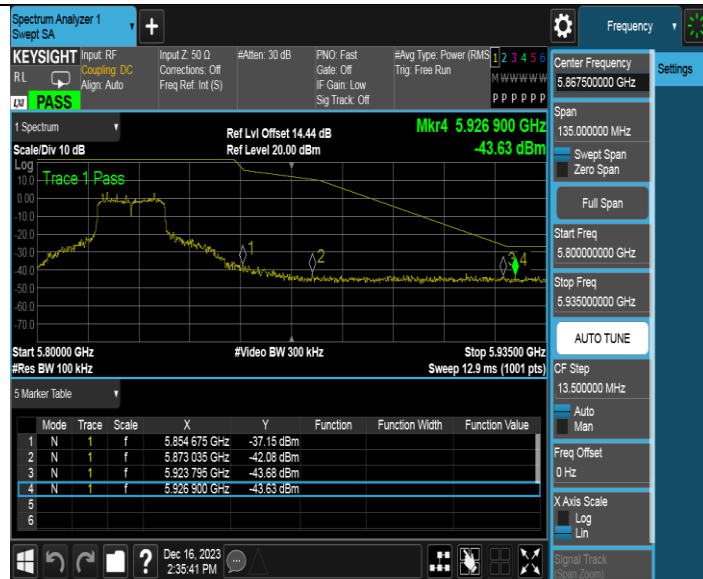 Spectrum Analyzer 1
Swept SA
Frequency
KEYSIGHT
RL
LXI PASS
Input: RF
Coupling: DC
Align: Auto
Input Z: 50 Ω
Corrections: Off
Freq Ref: Int (S)
#Atten: 30 dB
PNO: Fast
Gate: Off
IF Gain: Low
Sig Track: Off
#Avg Type: Power (RMS
Trig: Free Run
1 2 3 4 5 6
M W W W W W
P P P P P P
1 Spectrum
Scale/Div 10 dB
Ref Lvl Offset 14.44 dB
Ref Level 20.00 dBm
Mkr4 5.926 900 GHz
-43.63 dBm
Log
Trace 1 Pass
10.0
0.00
-10.0
-20.0
-30.0
-40.0
-50.0
-60.0
-70.0
1
2
3
4
Start 5.80000 GHz
#Res BW 100 kHz
#Video BW 300 kHz
Stop 5.93500 GHz
Sweep 12.9 ms (1001 pts)
5 Marker Table
Mode Trace Scale X Y Function Function Width Function Value
1 N 1 f 5.854 675 GHz -37.15 dBm
2 N 1 f 5.873 035 GHz -42.08 dBm
3 N 1 f 5.923 795 GHz -43.68 dBm
4 N 1 f 5.926 900 GHz -43.63 dBm
5
6
Dec 16, 2023
2:35:41 PM
Center Frequency
5.867500000 GHz
Settings
Span
135.000000 MHz
Swept Span
Zero Span
Full Span
Start Freq
5.800000000 GHz
Stop Freq
5.935000000 GHz
AUTO TUNE
CF Step
13.500000 MHz
Auto
Man
Freq Offset
0 Hz
X Axis Scale
Log
Lin
Signal Track
(Span Zoom)